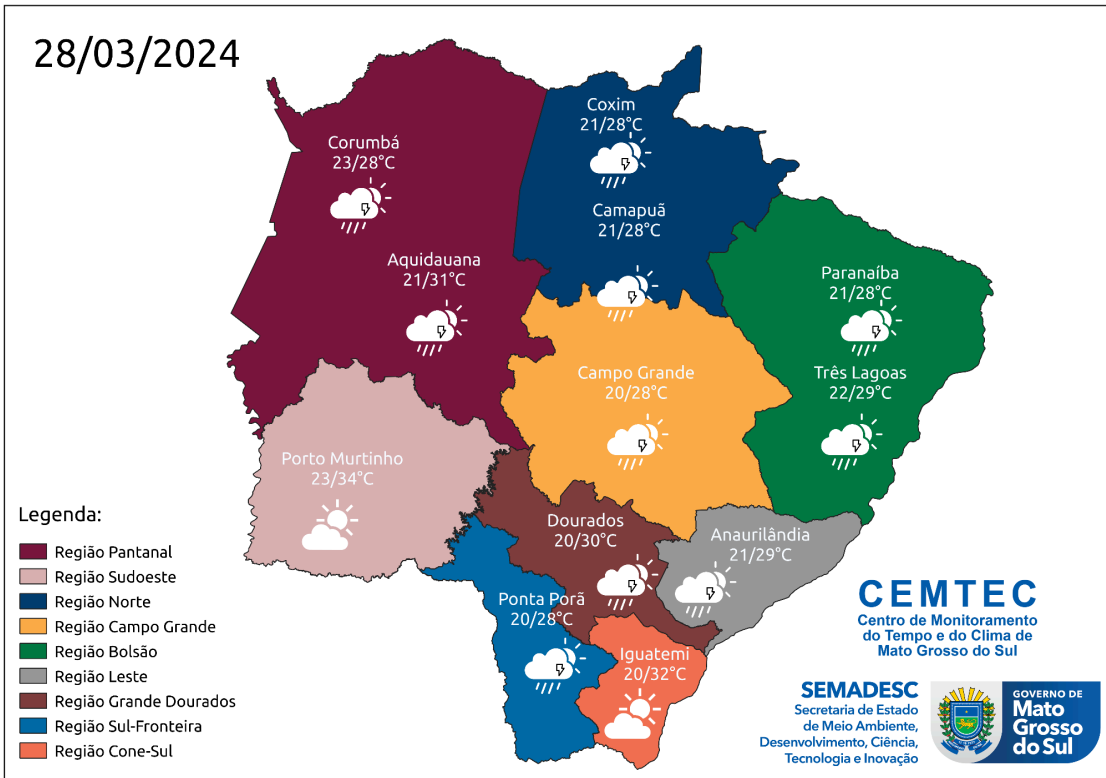 28/03/2024
Coxim
21/28°C
Corumbá
23/28°C
Camapuã
21/28°C
Aquidauana
21/31°C
Paranaíba
21/28°C
Campo Grande
20/28°C
Três Lagoas
22/29°C
Porto Murtinho
23/34°C
Dourados
20/30°C
Anaurilândia
21/29°C
Ponta Porã
20/28°C
Iguatemi
20/32°C
Legenda:
Região Pantanal
Região Sudoeste
Região Norte
Região Campo Grande
Região Bolsão
Região Leste
Região Grande Dourados
Região Sul-Fronteira
Região Cone-Sul
CEMTEC
Centro de Monitoramento
do Tempo e do Clima de
Mato Grosso do Sul
SEMADESC
Secretaria de Estado
de Meio Ambiente,
Desenvolvimento, Ciência,
Tecnologia e Inovação
GOVERNO DE
Mato
Grosso
do Sul